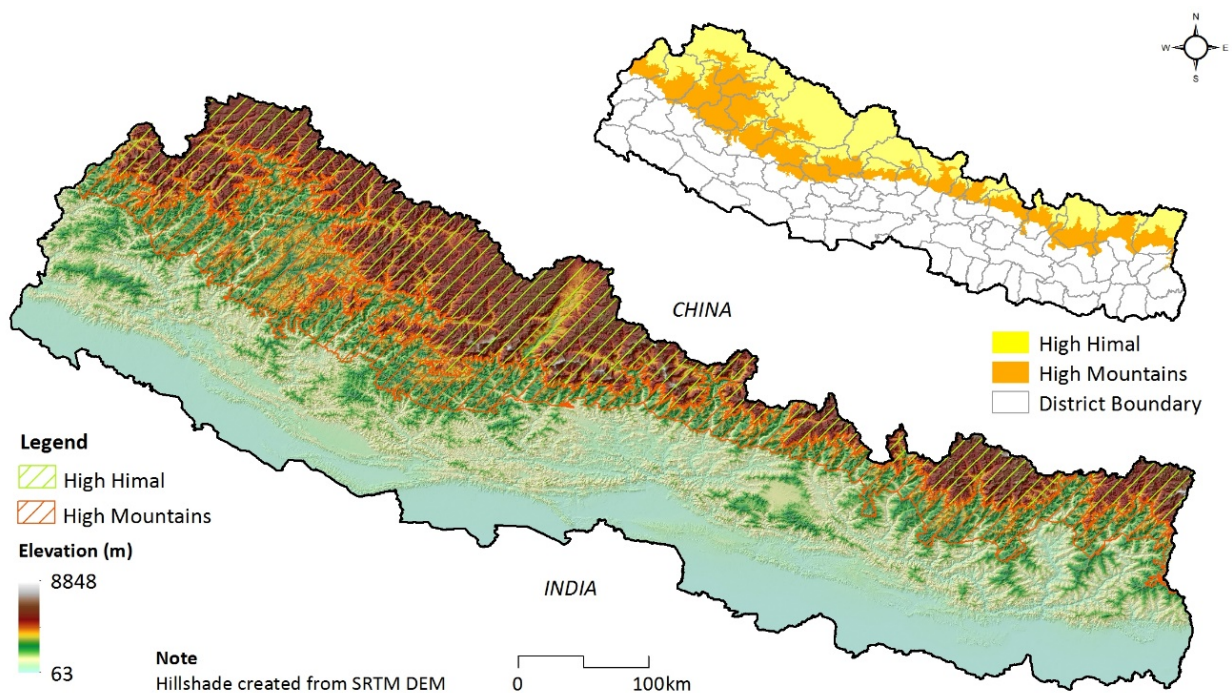 N
W E
S
CHINA
High Himal
High Mountains
District Boundary
Legend
High Himal
High Mountains
Elevation (m)
8848
63
INDIA
Note
Hillshade created from SRTM DEM
0 100km